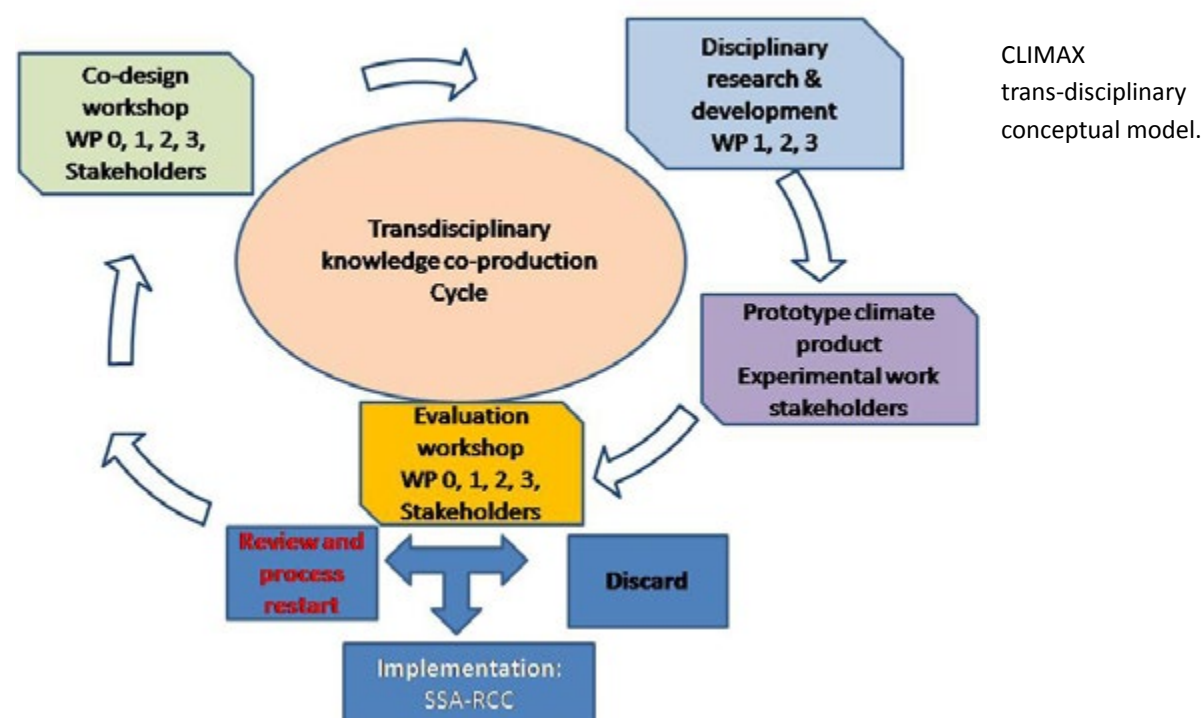 Co-design
workshop
WP 0, 1, 2, 3,
Stakeholders
Disciplinary
research &
development
WP 1, 2, 3
CLIMAX
trans-disciplinary
conceptual model.
Transdisciplinary
knowledge co-production
Cycle
Prototype climate
product
Experimental work
stakeholders
Evaluation
workshop
WP 0, 1, 2, 3,
Stakeholders
Review and
process
restart
Discard
Implementation:
SSA-RCC